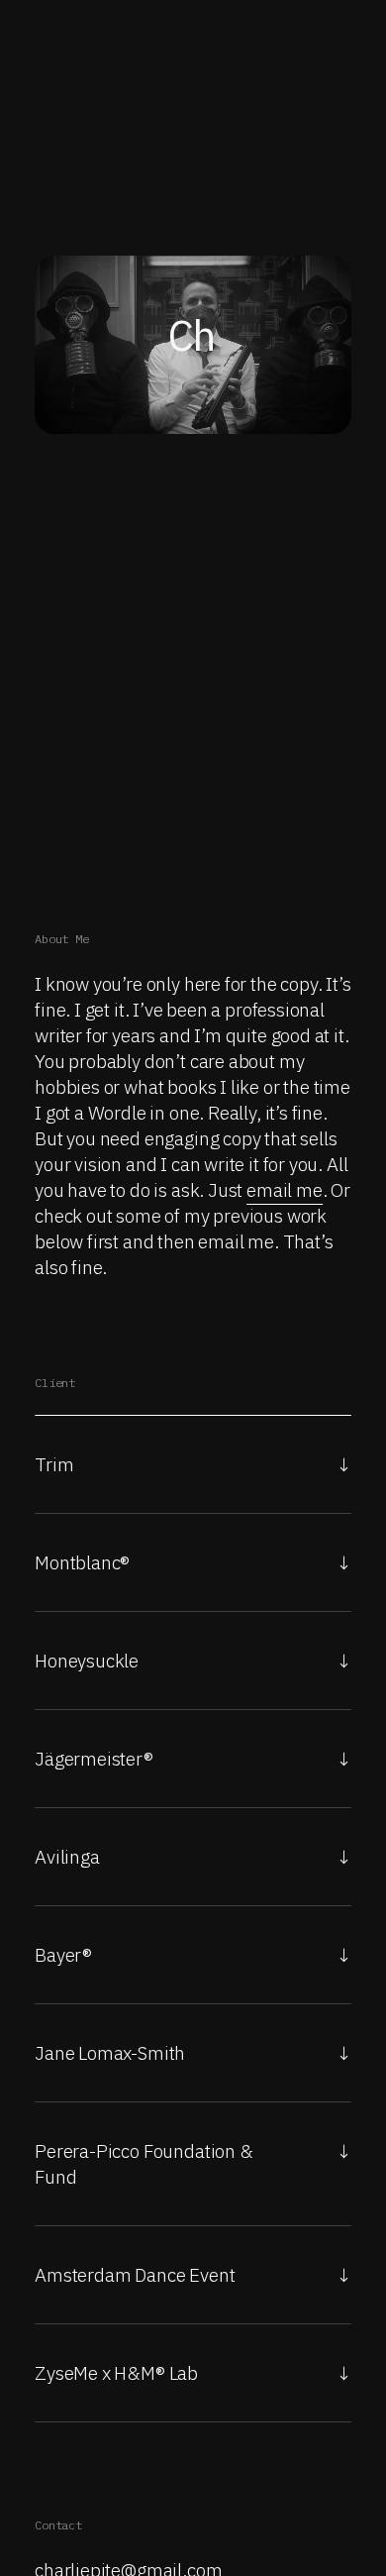 Ch
About Me
I know you’re only here for the copy. It’s
fine. I get it. I’ve been a professional
writer for years and I’m quite good at it.
You probably don’t care about my
hobbies or what books I like or the time
I got a Wordle in one. Really, it’s fine.
But you need engaging copy that sells
your vision and I can write it for you. All
you have to do is ask. Just email me. Or
check out some of my previous work
below first and then email me. That’s
also fine.
Client
Trim ↓
Montblanc® ↓
Honeysuckle ↓
Jägermeister® ↓
Avilinga ↓
Bayer® ↓
Jane Lomax-Smith ↓
Perera-Picco Foundation & ↓
Fund
Amsterdam Dance Event ↓
ZyseMe x H&M® Lab ↓
Contact
charliepite@gmail.com